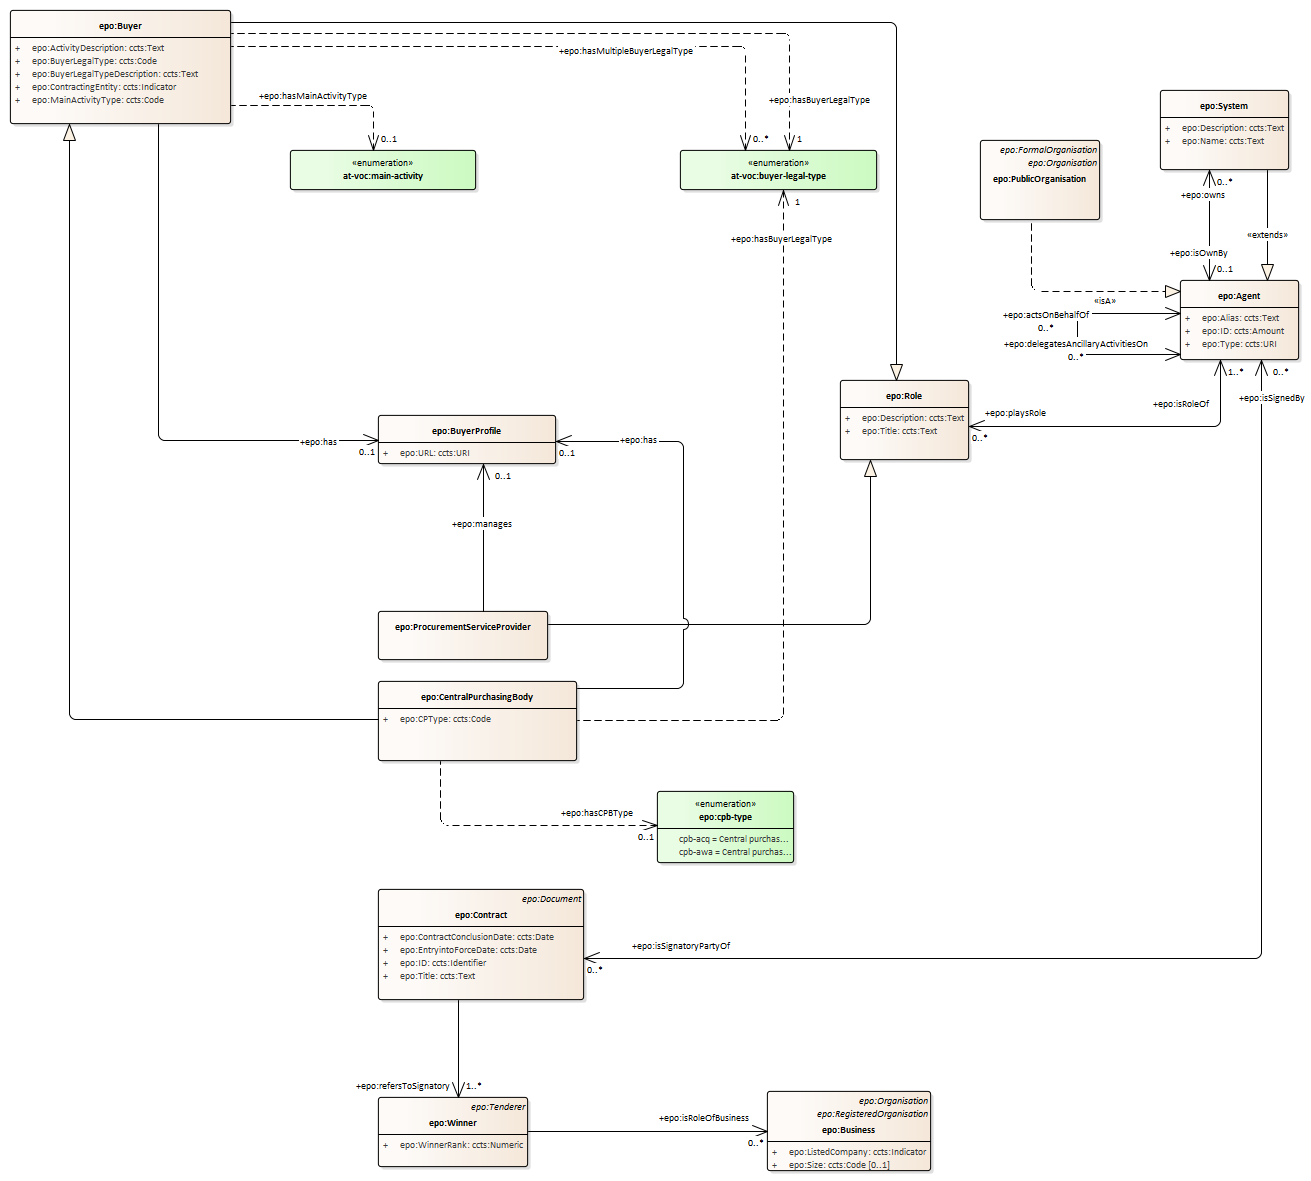 epo:Buyer
+ epo:ActivityDescription: ccts:Text
+ epo:BuyerLegalType: ccts:Code
+ epo:BuyerLegalTypeDescription: ccts:Text
+ epo:ContractingEntity: ccts:Indicator
+ epo:MainActivityType: ccts:Code
+epo:hasMultipleBuyerLegalType
+epo:hasMainActivityType
+epo:hasBuyerLegalType
0..1
0..*
1
«enumeration»
at-voc:main-activity
«enumeration»
at-voc:buyer-legal-type
1
+epo:hasBuyerLegalType
epo:System
+ epo:Description: ccts:Text
+ epo:Name: ccts:Text
epo:FormalOrganisation
epo:Organisation
epo:PublicOrganisation
0..*
+epo:owns
«extends»
+epo:isOwnBy
0..1
«isA»
epo:Agent
+ epo:Alias: ccts:Text
+ epo:ID: ccts:Amount
+ epo:Type: ccts:URI
+epo:actsOnBehalfOf
0..*
+epo:delegatesAncillaryActivitiesOn
0..*
1..*
0..*
+epo:isRoleOf
+epo:isSignedBy
epo:Role
+ epo:Description: ccts:Text
+ epo:Title: ccts:Text
+epo:playsRole
0..*
epo:BuyerProfile
+ epo:URL: ccts:URI
+epo:has
0..1
+epo:has
0..1
0..1
+epo:manages
epo:ProcurementServiceProvider
epo:CentralPurchasingBody
+ epo:CPType: ccts:Code
+epo:hasCPBType
0..1
«enumeration»
epo:cpb-type
cpb-acq = Central purchas...
cpb-awa = Central purchas...
epo:Document
epo:Contract
+ epo:ContractConclusionDate: ccts:Date
+ epo:EntryintoForceDate: ccts:Date
+ epo:ID: ccts:Identifier
+ epo:Title: ccts:Text
+epo:isSignatoryPartyOf
0..*
+epo:refersToSignatory
1..*
epo:Tenderer
epo:Winner
+ epo:WinnerRank: ccts:Numeric
+epo:isRoleOfBusiness
0..*
epo:Organisation
epo:RegisteredOrganisation
epo:Business
+ epo:ListedCompany: ccts:Indicator
+ epo:Size: ccts:Code [0..1]